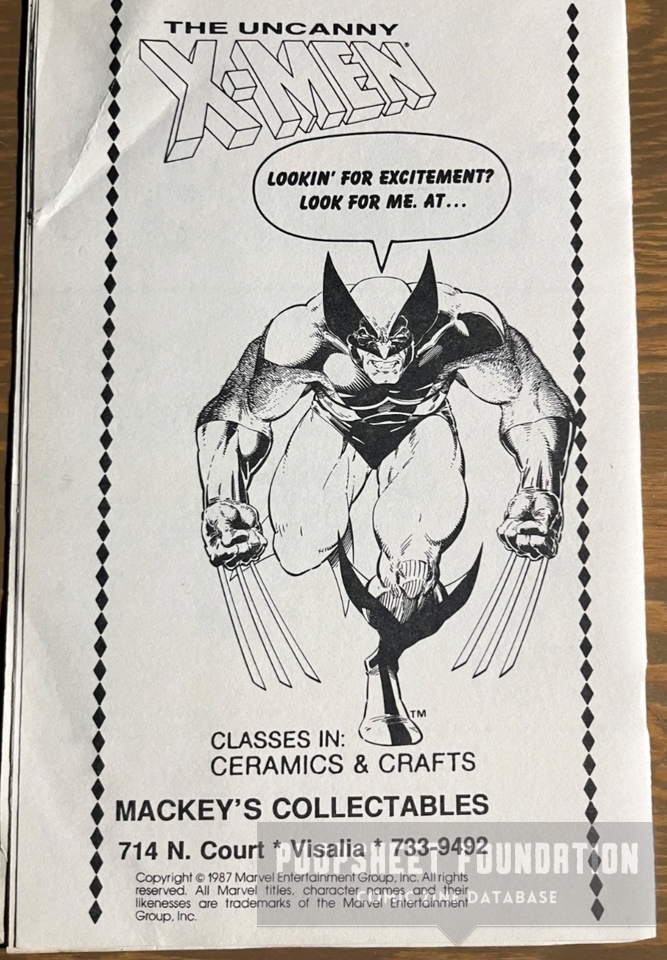 THE UNCANNY
X-MEN
LOOKIN' FOR EXCITEMENT?
LOOK FOR ME. AT...
TM
CLASSES IN:
CERAMICS & CRAFTS
MACKEY'S COLLECTABLES
714 N. Court * Visalia * 733-9492
Copyright © 1987 Marvel Entertainment Group, Inc. All rights
reserved. All Marvel titles, character names and their
likenesses are trademarks of the Marvel Entertainment
Group, Inc.
POOPSHEET FOUNDATION
COMIC ZINE DATABASE